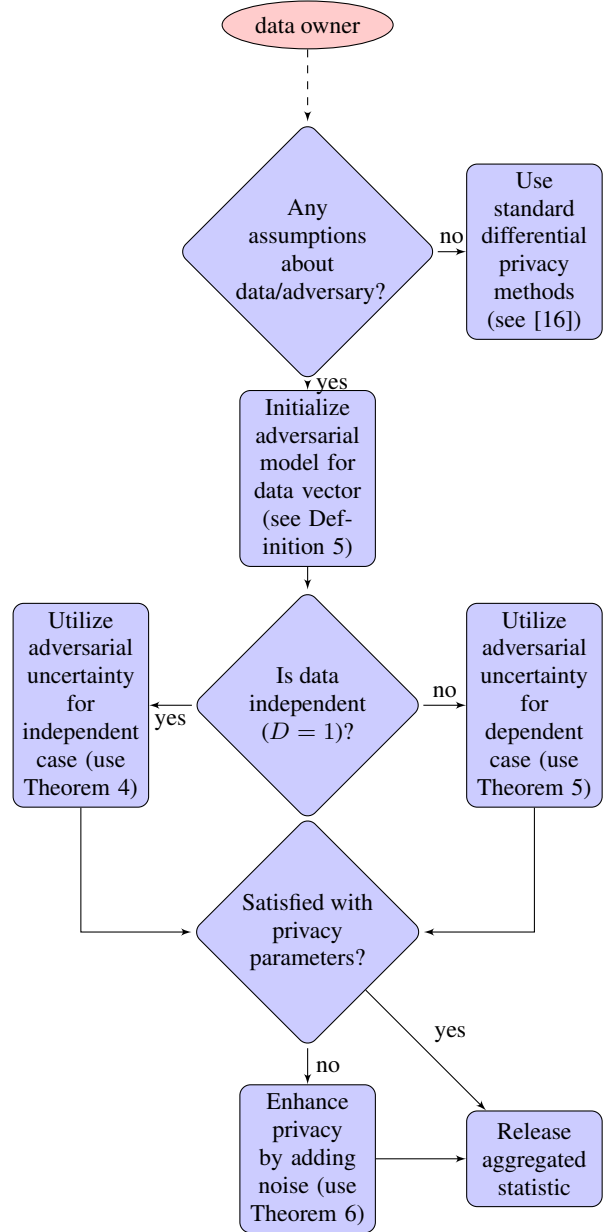 data owner
Any
assumptions
about
data/adversary?
no
Use
standard
differential
privacy
methods
(see [16])
yes
Initialize
adversarial
model for
data vector
(see Def-
inition 5)
Utilize
adversarial
uncertainty
for
independent
case (use
Theorem 4)
yes
Is data
independent
(D = 1)?
no
Utilize
adversarial
uncertainty
for
dependent
case (use
Theorem 5)
Satisfied with
privacy
parameters?
yes
no
Enhance
privacy
by adding
noise (use
Theorem 6)
Release
aggregated
statistic